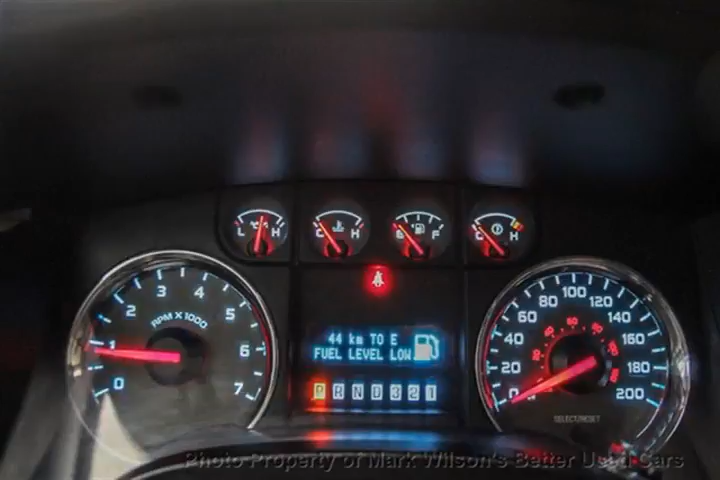 L H
C H
E F
C H
0 1 2 3 4 5 6 7
RPM X 1000
44 km TO E
FUEL LEVEL LOW
P R N D 3 2 1
0 20 40 60 80 100 120 140 160 180 200
SELECT/RESET
Photo Property of Mark Wilson's Better Used Cars